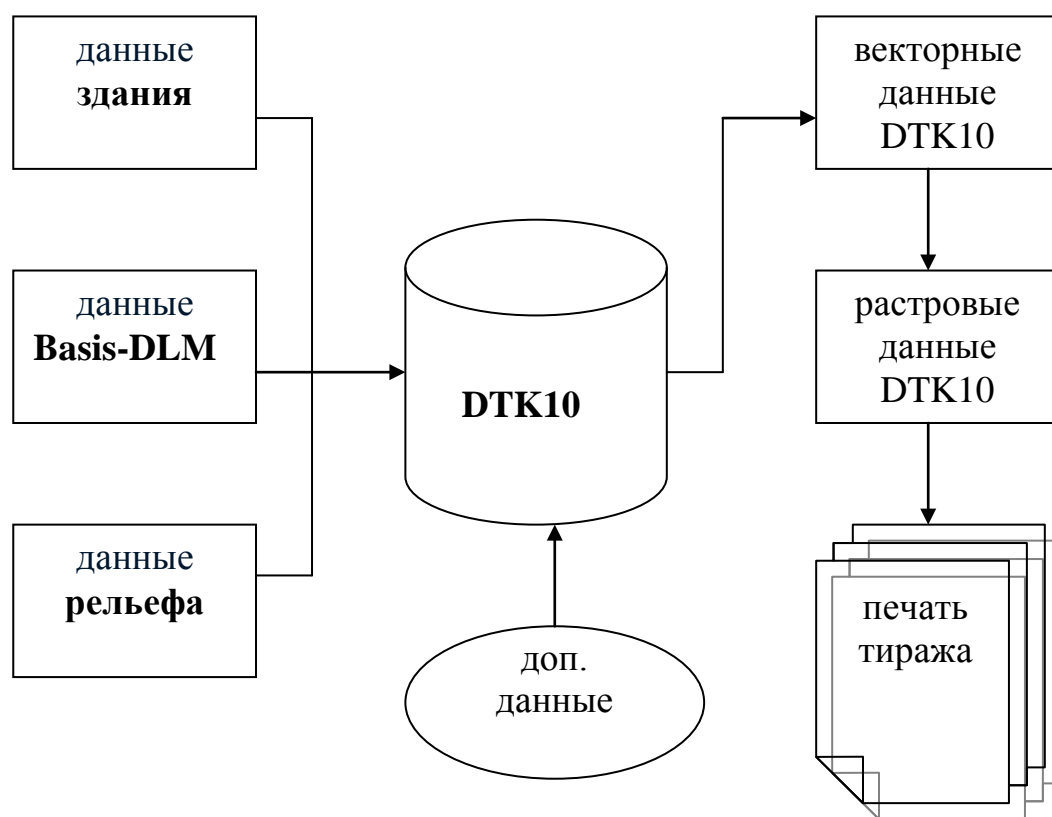 данные
здания
данные
Basis-DLM
данные
рельефа
DTK10
доп.
данные
векторные
данные
DTK10
растровые
данные
DTK10
печать
тиража